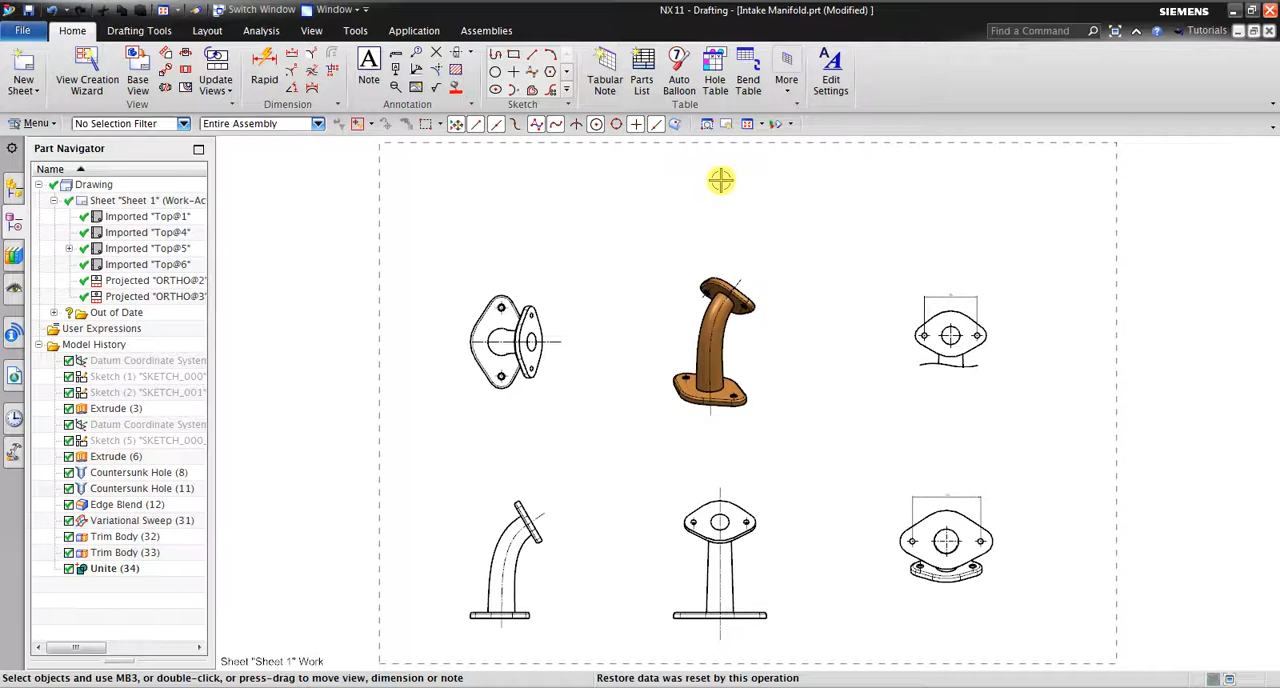 Switch Window
Window
NX 11 - Drafting - [Intake Manifold.prt (Modified) ]
SIEMENS
File
Home
Drafting Tools
Layout
Analysis
View
Tools
Application
Assemblies
Find a Command
Tutorials
New Sheet
View Creation Wizard
Base View
Update Views
Rapid
Note
Tabular Note
Parts List
Auto Balloon
Hole Table
Bend Table
More
Edit Settings
View
Dimension
Annotation
Sketch
Table
Menu
No Selection Filter
Entire Assembly
Part Navigator
Name
Drawing
Sheet "Sheet 1" (Work-Ac
Imported "Top@1"
Imported "Top@4"
Imported "Top@5"
Imported "Top@6"
Projected "ORTHO@2"
Projected "ORTHO@3"
Out of Date
User Expressions
Model History
Datum Coordinate System
Sketch (1) "SKETCH_000"
Sketch (2) "SKETCH_001"
Extrude (3)
Datum Coordinate System
Sketch (5) "SKETCH_000_
Extrude (6)
Countersunk Hole (8)
Countersunk Hole (11)
Edge Blend (12)
Variational Sweep (31)
Trim Body (32)
Trim Body (33)
Unite (34)
Sheet "Sheet 1" Work
Select objects and use MB3, or double-click, or press-drag to move view, dimension or note
Restore data was reset by this operation